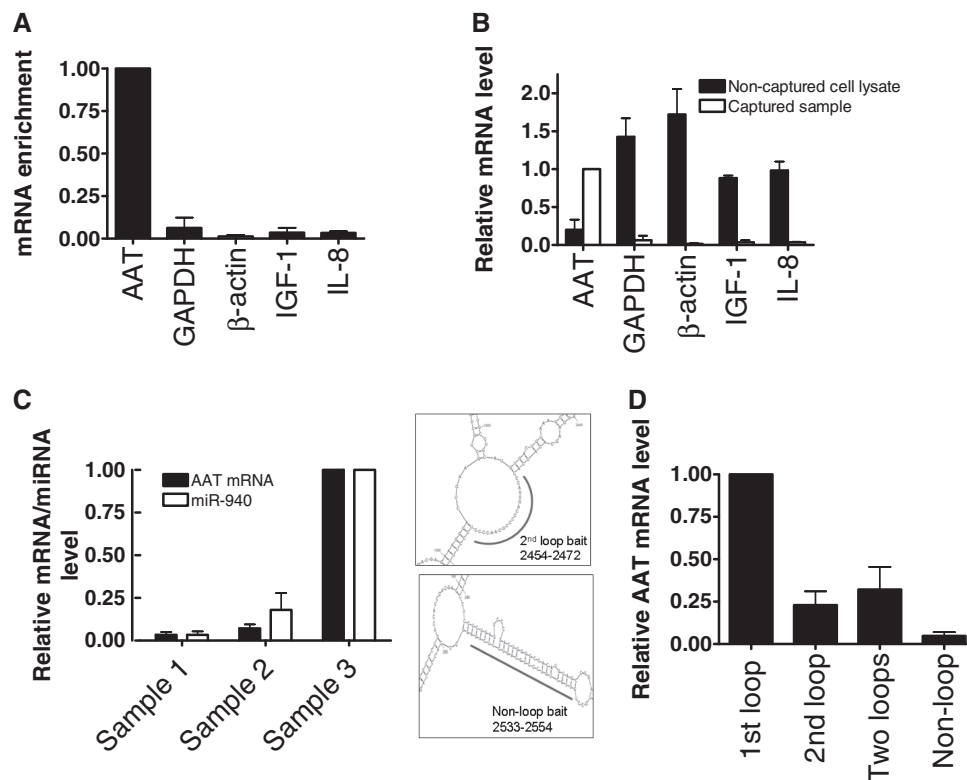 A
mRNA enrichment
1.00
0.75
0.50
0.25
0.00
AAT
GAPDH
β-actin
IGF-1
IL-8
B
Relative mRNA level
2.0
1.5
1.0
0.5
0.0
Non-captured cell lysate
Captured sample
AAT
GAPDH
β-actin
IGF-1
IL-8
C
Relative mRNA/miRNA
level
1.00
0.75
0.50
0.25
0.00
AAT mRNA
miR-940
Sample 1
Sample 2
Sample 3
2nd loop bait
2454-2472
Non-loop bait
2533-2554
D
Relative AAT mRNA level
1.00
0.75
0.50
0.25
0.00
1st loop
2nd loop
Two loops
Non-loop